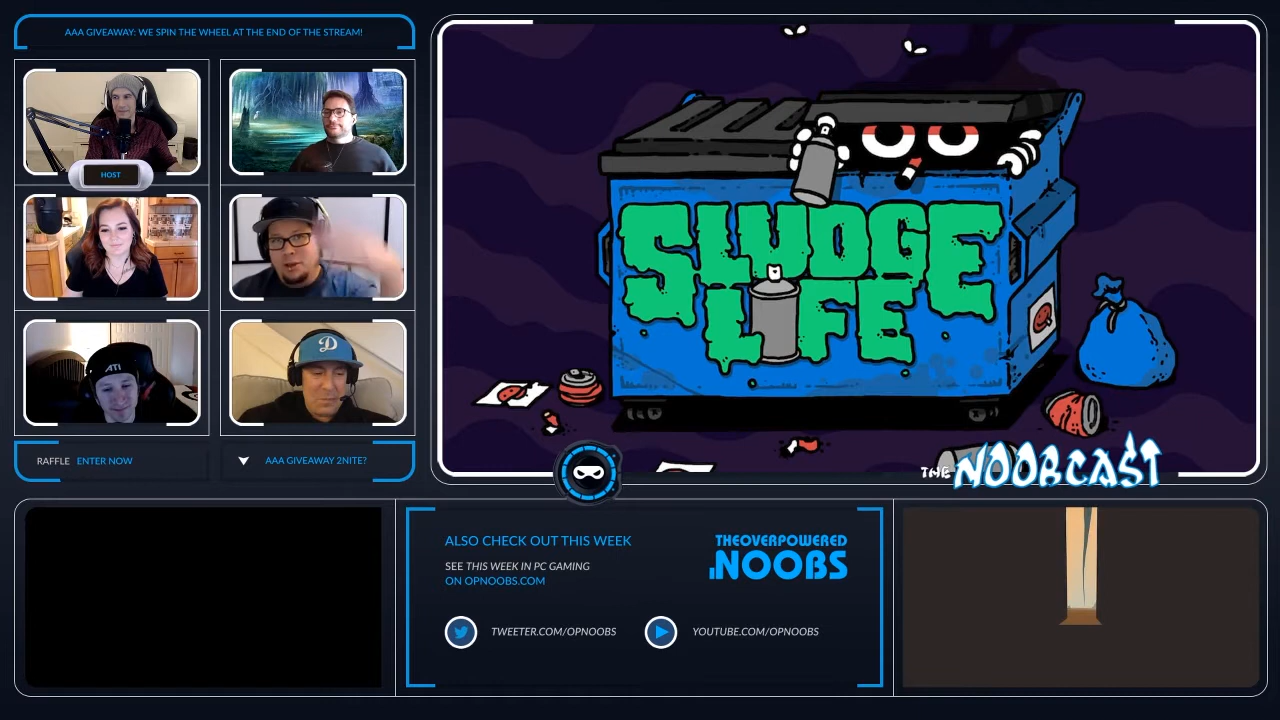 AAA GIVEAWAY: WE SPIN THE WHEEL AT THE END OF THE STREAM!
HOST
ATI
D
RAFFLE ENTER NOW
AAA GIVEAWAY 2NITE?
SLUDGE
LIFE
THE NOOBCAST
ALSO CHECK OUT THIS WEEK
SEE THIS WEEK IN PC GAMING
ON OPNOOBS.COM
THEOVERPOWERED
NOOBS
TWEETER.COM/OPNOOBS
YOUTUBE.COM/OPNOOBS